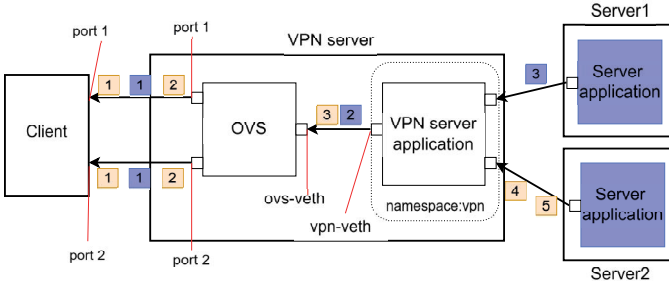 Server1
port 1
port 1
VPN server
1 1 2
3 2
3
Server
application
Client
OVS
VPN server
application
1 1 2
ovs-veth
vpn-veth
namespace:vpn
4
5
Server
application
port 2
port 2
Server2